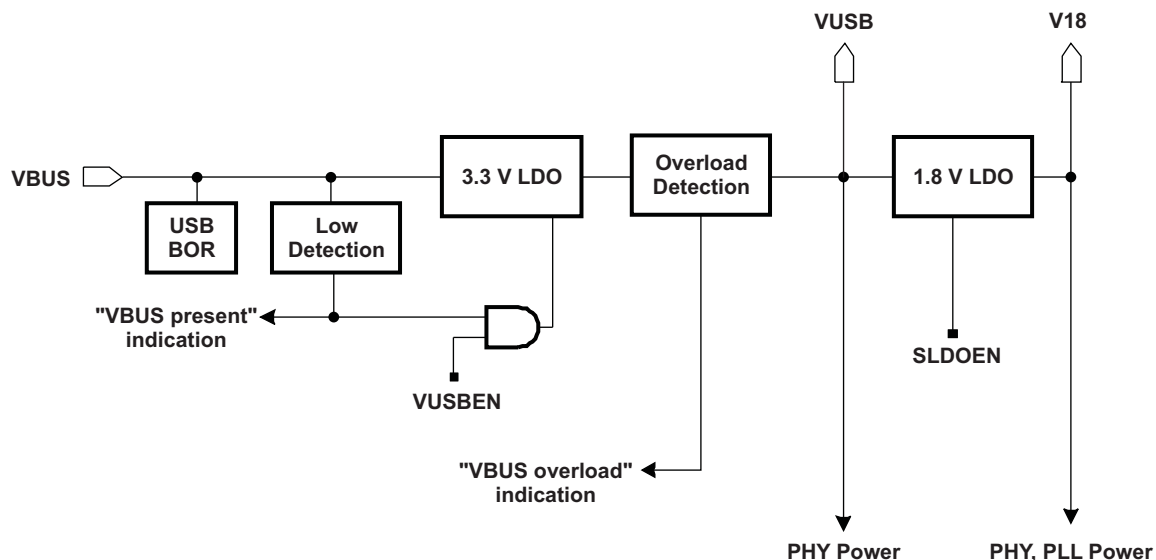 VUSB
V18
VBUS
3.3 V LDO
Overload
Detection
1.8 V LDO
USB
BOR
Low
Detection
"VBUS present"
indication
VUSBEN
SLDOEN
"VBUS overload"
indication
PHY Power
PHY, PLL Power